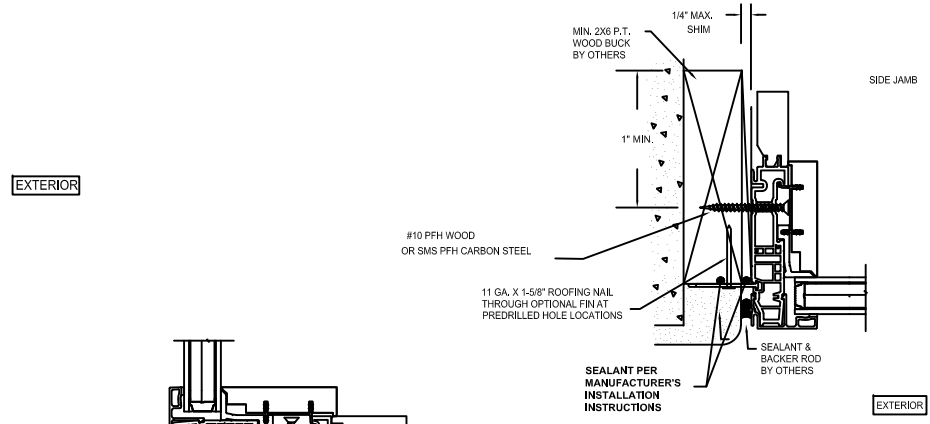 1/4" MAX.
SHIM
MIN. 2X6 P.T.
WOOD BUCK
BY OTHERS
SIDE JAMB
1" MIN.
EXTERIOR
#10 PFH WOOD
OR SMS PFH CARBON STEEL
11 GA. X 1-5/8" ROOFING NAIL
THROUGH OPTIONAL FIN AT
PREDRILLED HOLE LOCATIONS
SEALANT &
BACKER ROD
BY OTHERS
SEALANT PER
MANUFACTURER'S
INSTALLATION
INSTRUCTIONS
EXTERIOR